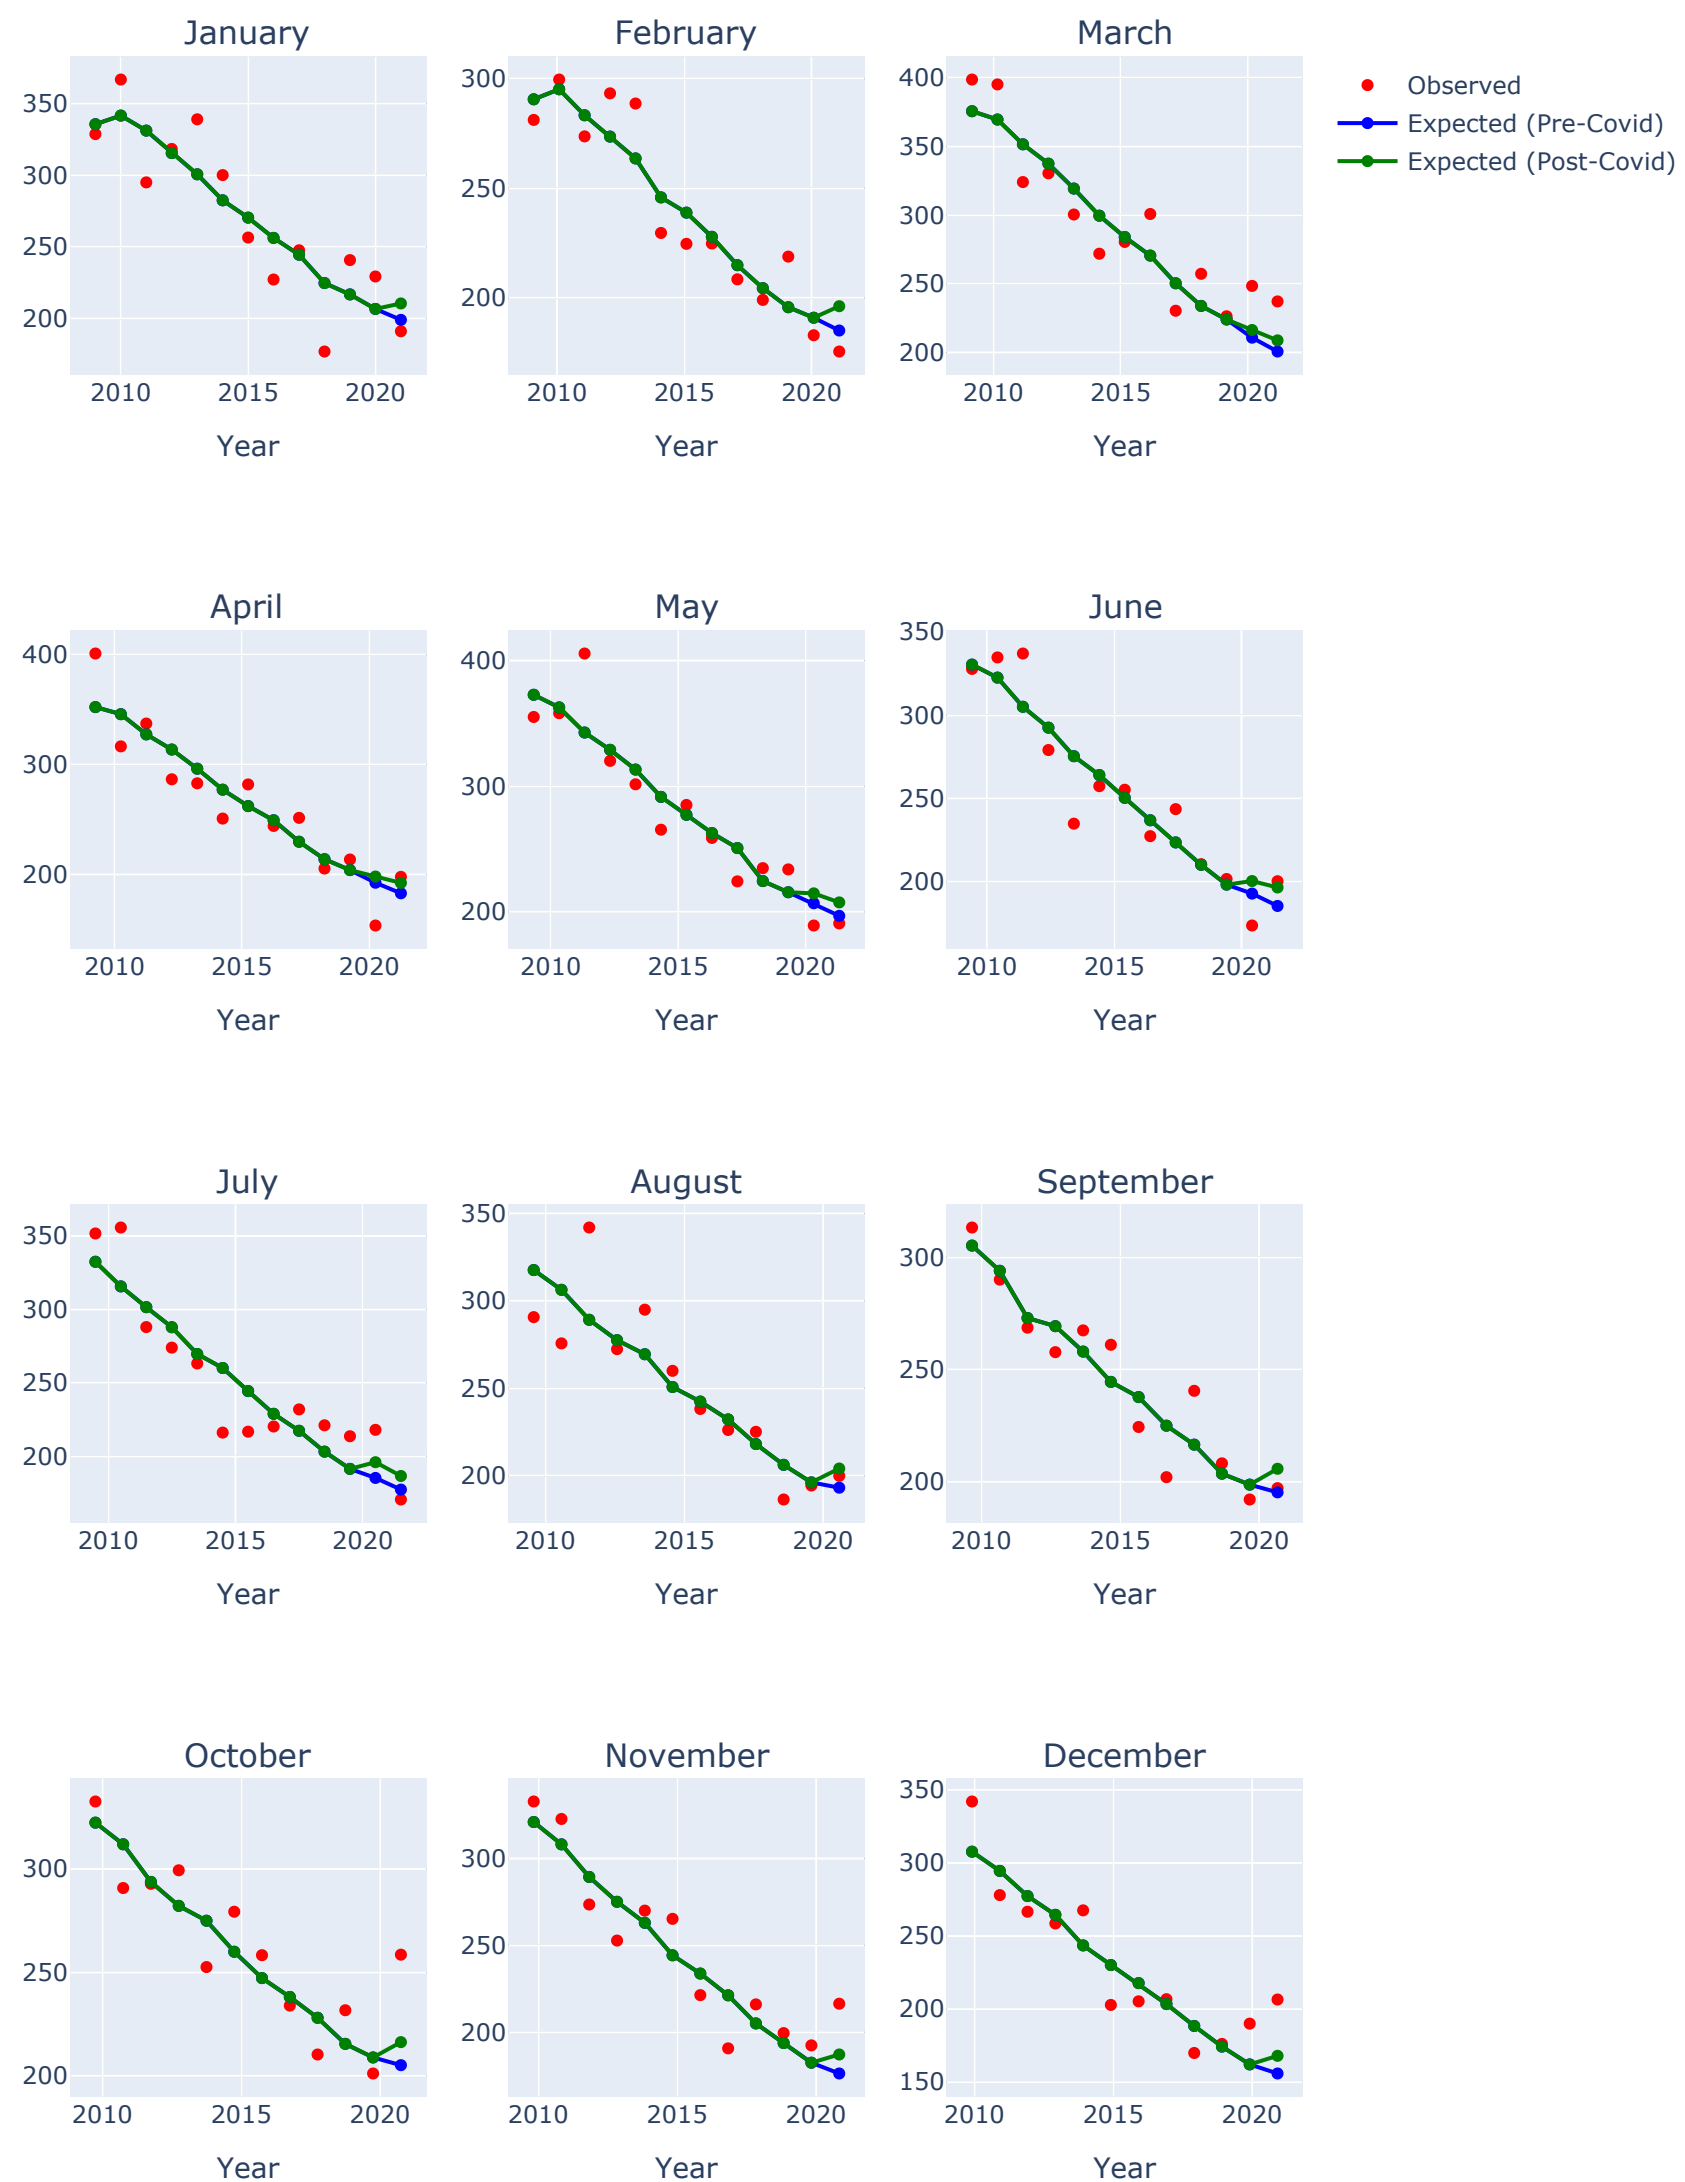 January February March
350
300
250
200
2010 2015 2020
Year
300
250
200
2010 2015 2020
Year
400
350
300
250
200
2010 2015 2020
Year
Observed
Expected (Pre-Covid)
Expected (Post-Covid)
April May June
400
300
200
2010 2015 2020
Year
400
300
200
2010 2015 2020
Year
350
300
250
200
2010 2015 2020
Year
July August September
350
300
250
200
2010 2015 2020
Year
350
300
250
200
2010 2015 2020
Year
300
250
200
2010 2015 2020
Year
October November December
300
250
200
2010 2015 2020
Year
300
250
200
2010 2015 2020
Year
350
300
250
200
150
2010 2015 2020
Year